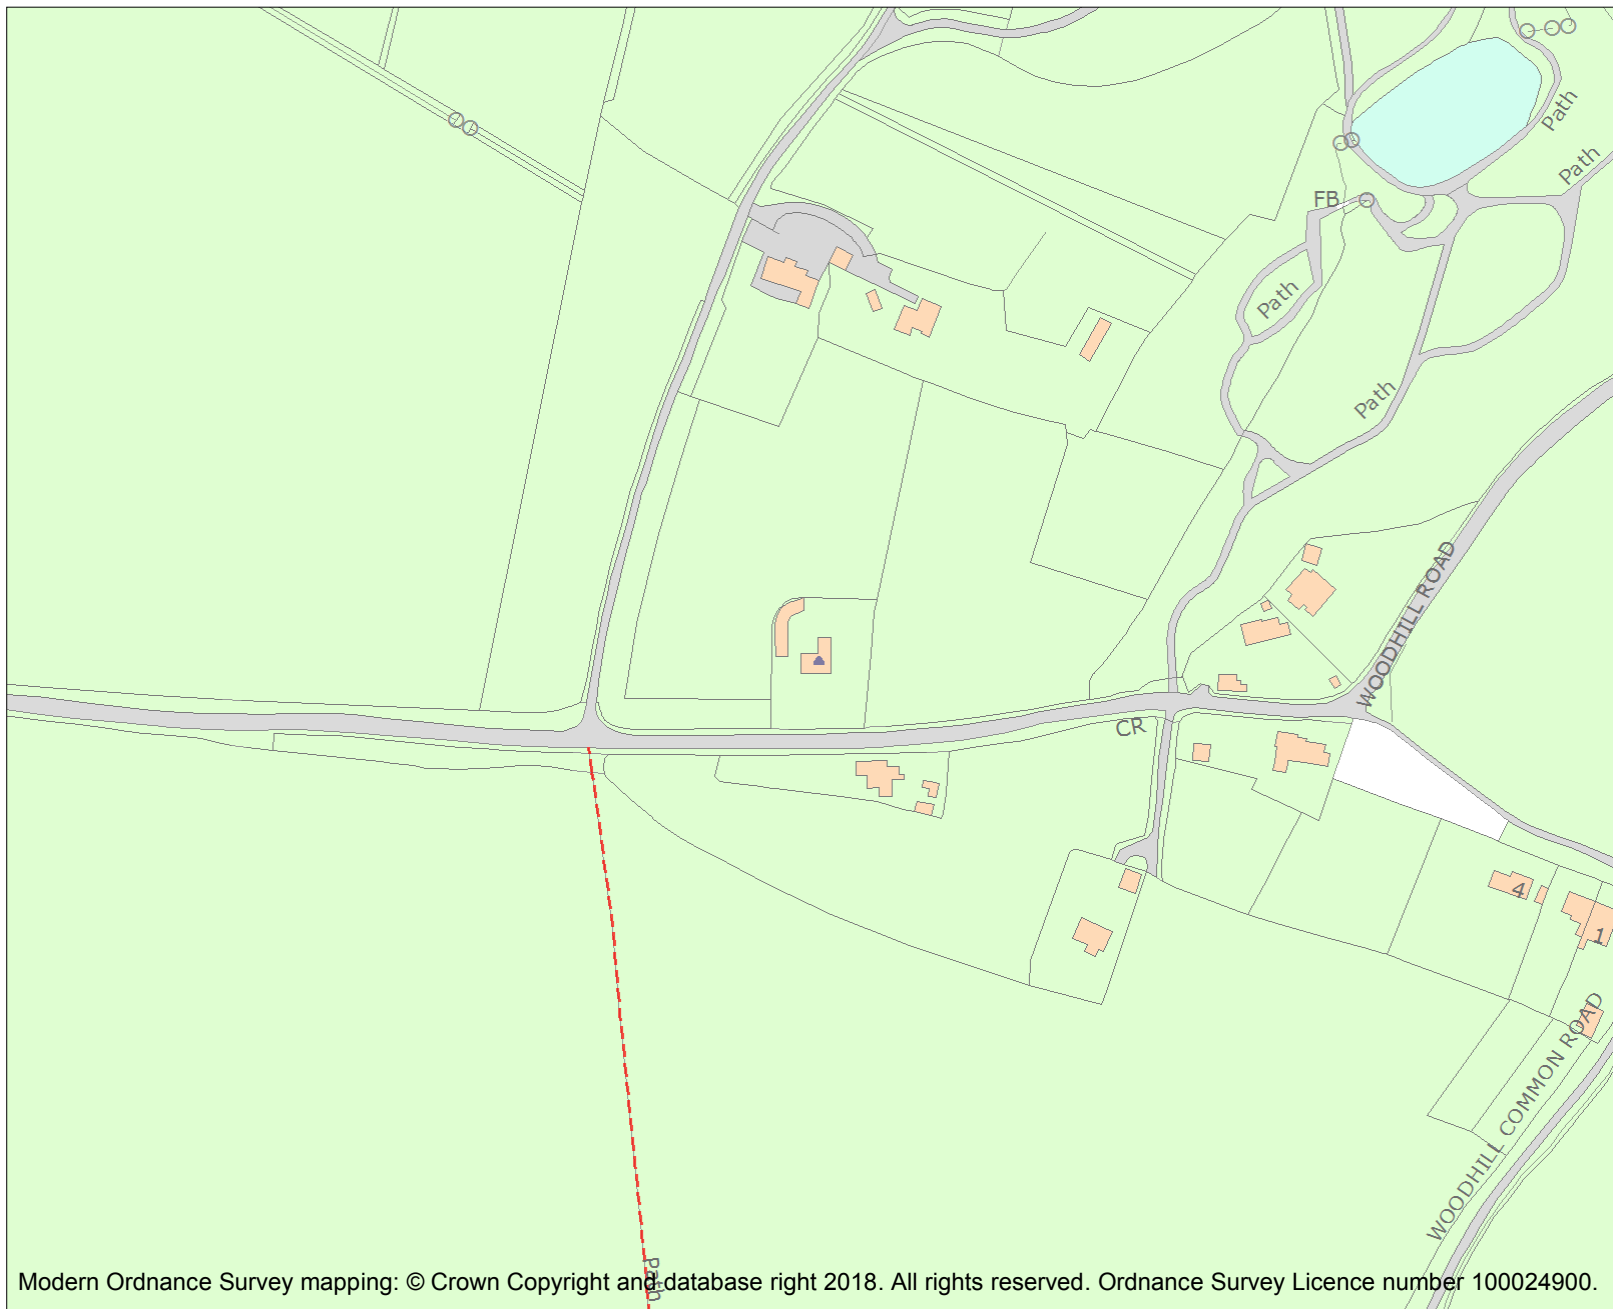 Path
Path
FB
Path
Path
WOODHILL ROAD
CR
4
1
WOODHILL COMMON ROAD
Path
Modern Ordnance Survey mapping: © Crown Copyright and database right 2018. All rights reserved. Ordnance Survey Licence number 100024900.